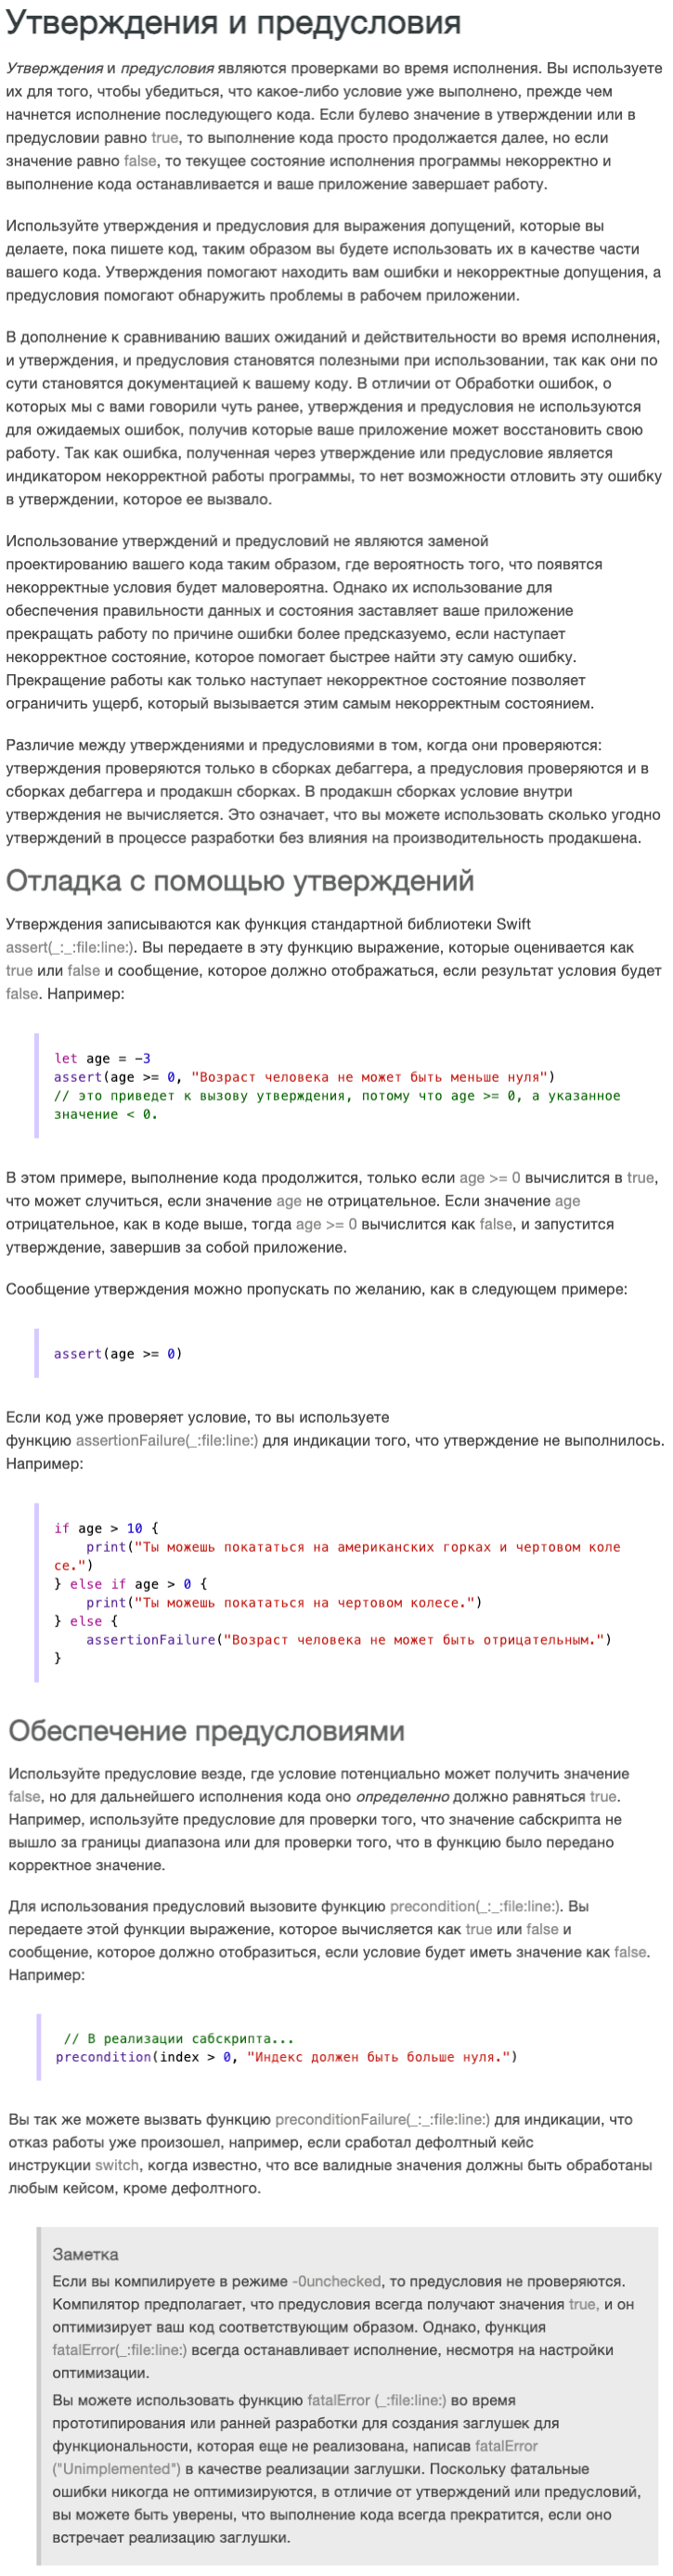 Утверждения и предусловия
Утверждения и предусловия являются проверками во время исполнения. Вы используете
их для того, чтобы убедиться, что какое-либо условие уже выполнено, прежде чем
начнется исполнение последующего кода. Если булево значение в утверждении или в
предусловии равно true, то выполнение кода просто продолжается далее, но если
значение равно false, то текущее состояние исполнения программы некорректно и
выполнение кода останавливается и ваше приложение завершает работу.
Используйте утверждения и предусловия для выражения допущений, которые вы
делаете, пока пишете код, таким образом вы будете использовать их в качестве части
вашего кода. Утверждения помогают находить вам ошибки и некорректные допущения, а
предусловия помогают обнаружить проблемы в рабочем приложении.
В дополнение к сравниванию ваших ожиданий и действительности во время исполнения,
и утверждения, и предусловия становятся полезными при использовании, так как они по
сути становятся документацией к вашему коду. В отличии от Обработки ошибок, о
которых мы с вами говорили чуть ранее, утверждения и предусловия не используются
для ожидаемых ошибок, получив которые ваше приложение может восстановить свою
работу. Так как ошибка, полученная через утверждение или предусловие является
индикатором некорректной работы программы, то нет возможности отловить эту ошибку
в утверждении, которое ее вызвало.
Использование утверждений и предусловий не являются заменой
проектированию вашего кода таким образом, где вероятность того, что появятся
некорректные условия будет маловероятна. Однако их использование для
обеспечения правильности данных и состояния заставляет ваше приложение
прекращать работу по причине ошибки более предсказуемо, если наступает
некорректное состояние, которое помогает быстрее найти эту самую ошибку.
Прекращение работы как только наступает некорректное состояние позволяет
ограничить ущерб, который вызывается этим самым некорректным состоянием.
Различие между утверждениями и предусловиями в том, когда они проверяются:
утверждения проверяются только в сборках дебаггера, а предусловия проверяются и в
сборках дебаггера и продакшн сборках. В продакшн сборках условие внутри
утверждения не вычисляется. Это означает, что вы можете использовать сколько угодно
утверждений в процессе разработки без влияния на производительность продакшена.
Отладка с помощью утверждений
Утверждения записываются как функция стандартной библиотеки Swift
assert(_:_:file:line:). Вы передаете в эту функцию выражение, которые оценивается как
true или false и сообщение, которое должно отображаться, если результат условия будет
false. Например:
let age = -3
assert(age >= 0, "Возраст человека не может быть меньше нуля")
// это приведет к вызову утверждения, потому что age >= 0, а указанное
значение < 0.
В этом примере, выполнение кода продолжится, только если age >= 0 вычислится в true,
что может случиться, если значение age не отрицательное. Если значение age
отрицательное, как в коде выше, тогда age >= 0 вычислится как false, и запустится
утверждение, завершив за собой приложение.
Сообщение утверждения можно пропускать по желанию, как в следующем примере:
assert(age >= 0)
Если код уже проверяет условие, то вы используете
функцию assertionFailure(_:file:line:) для индикации того, что утверждение не выполнилось.
Например:
if age > 10 {
print("Ты можешь покататься на американских горках и чертовом коле
се.")
} else if age > 0 {
print("Ты можешь покататься на чертовом колесе.")
} else {
assertionFailure("Возраст человека не может быть отрицательным.")
}
Обеспечение предусловиями
Используйте предусловие везде, где условие потенциально может получить значение
false, но для дальнейшего исполнения кода оно определенно должно равняться true.
Например, используйте предусловие для проверки того, что значение сабскрипта не
вышло за границы диапазона или для проверки того, что в функцию было передано
корректное значение.
Для использования предусловий вызовите функцию precondition(_:_:file:line:). Вы
передаете этой функции выражение, которое вычисляется как true или false и
сообщение, которое должно отобразиться, если условие будет иметь значение как false.
Например:
// В реализации сабскрипта...
precondition(index > 0, "Индекс должен быть больше нуля.")
Вы так же можете вызвать функцию preconditionFailure(_:_:file:line:) для индикации, что
отказ работы уже произошел, например, если сработал дефолтный кейс
инструкции switch, когда известно, что все валидные значения должны быть обработаны
любым кейсом, кроме дефолтного.
Заметка
Если вы компилируете в режиме -0unchecked, то предусловия не проверяются.
Компилятор предполагает, что предусловия всегда получают значения true, и он
оптимизирует ваш код соответствующим образом. Однако, функция
fatalError(_:file:line:) всегда останавливает исполнение, несмотря на настройки
оптимизации.
Вы можете использовать функцию fatalError (_:file:line:) во время
прототипирования или ранней разработки для создания заглушек для
функциональности, которая еще не реализована, написав fatalError
("Unimplemented") в качестве реализации заглушки. Поскольку фатальные
ошибки никогда не оптимизируются, в отличие от утверждений или предусловий,
вы можете быть уверены, что выполнение кода всегда прекратится, если оно
встречает реализацию заглушки.